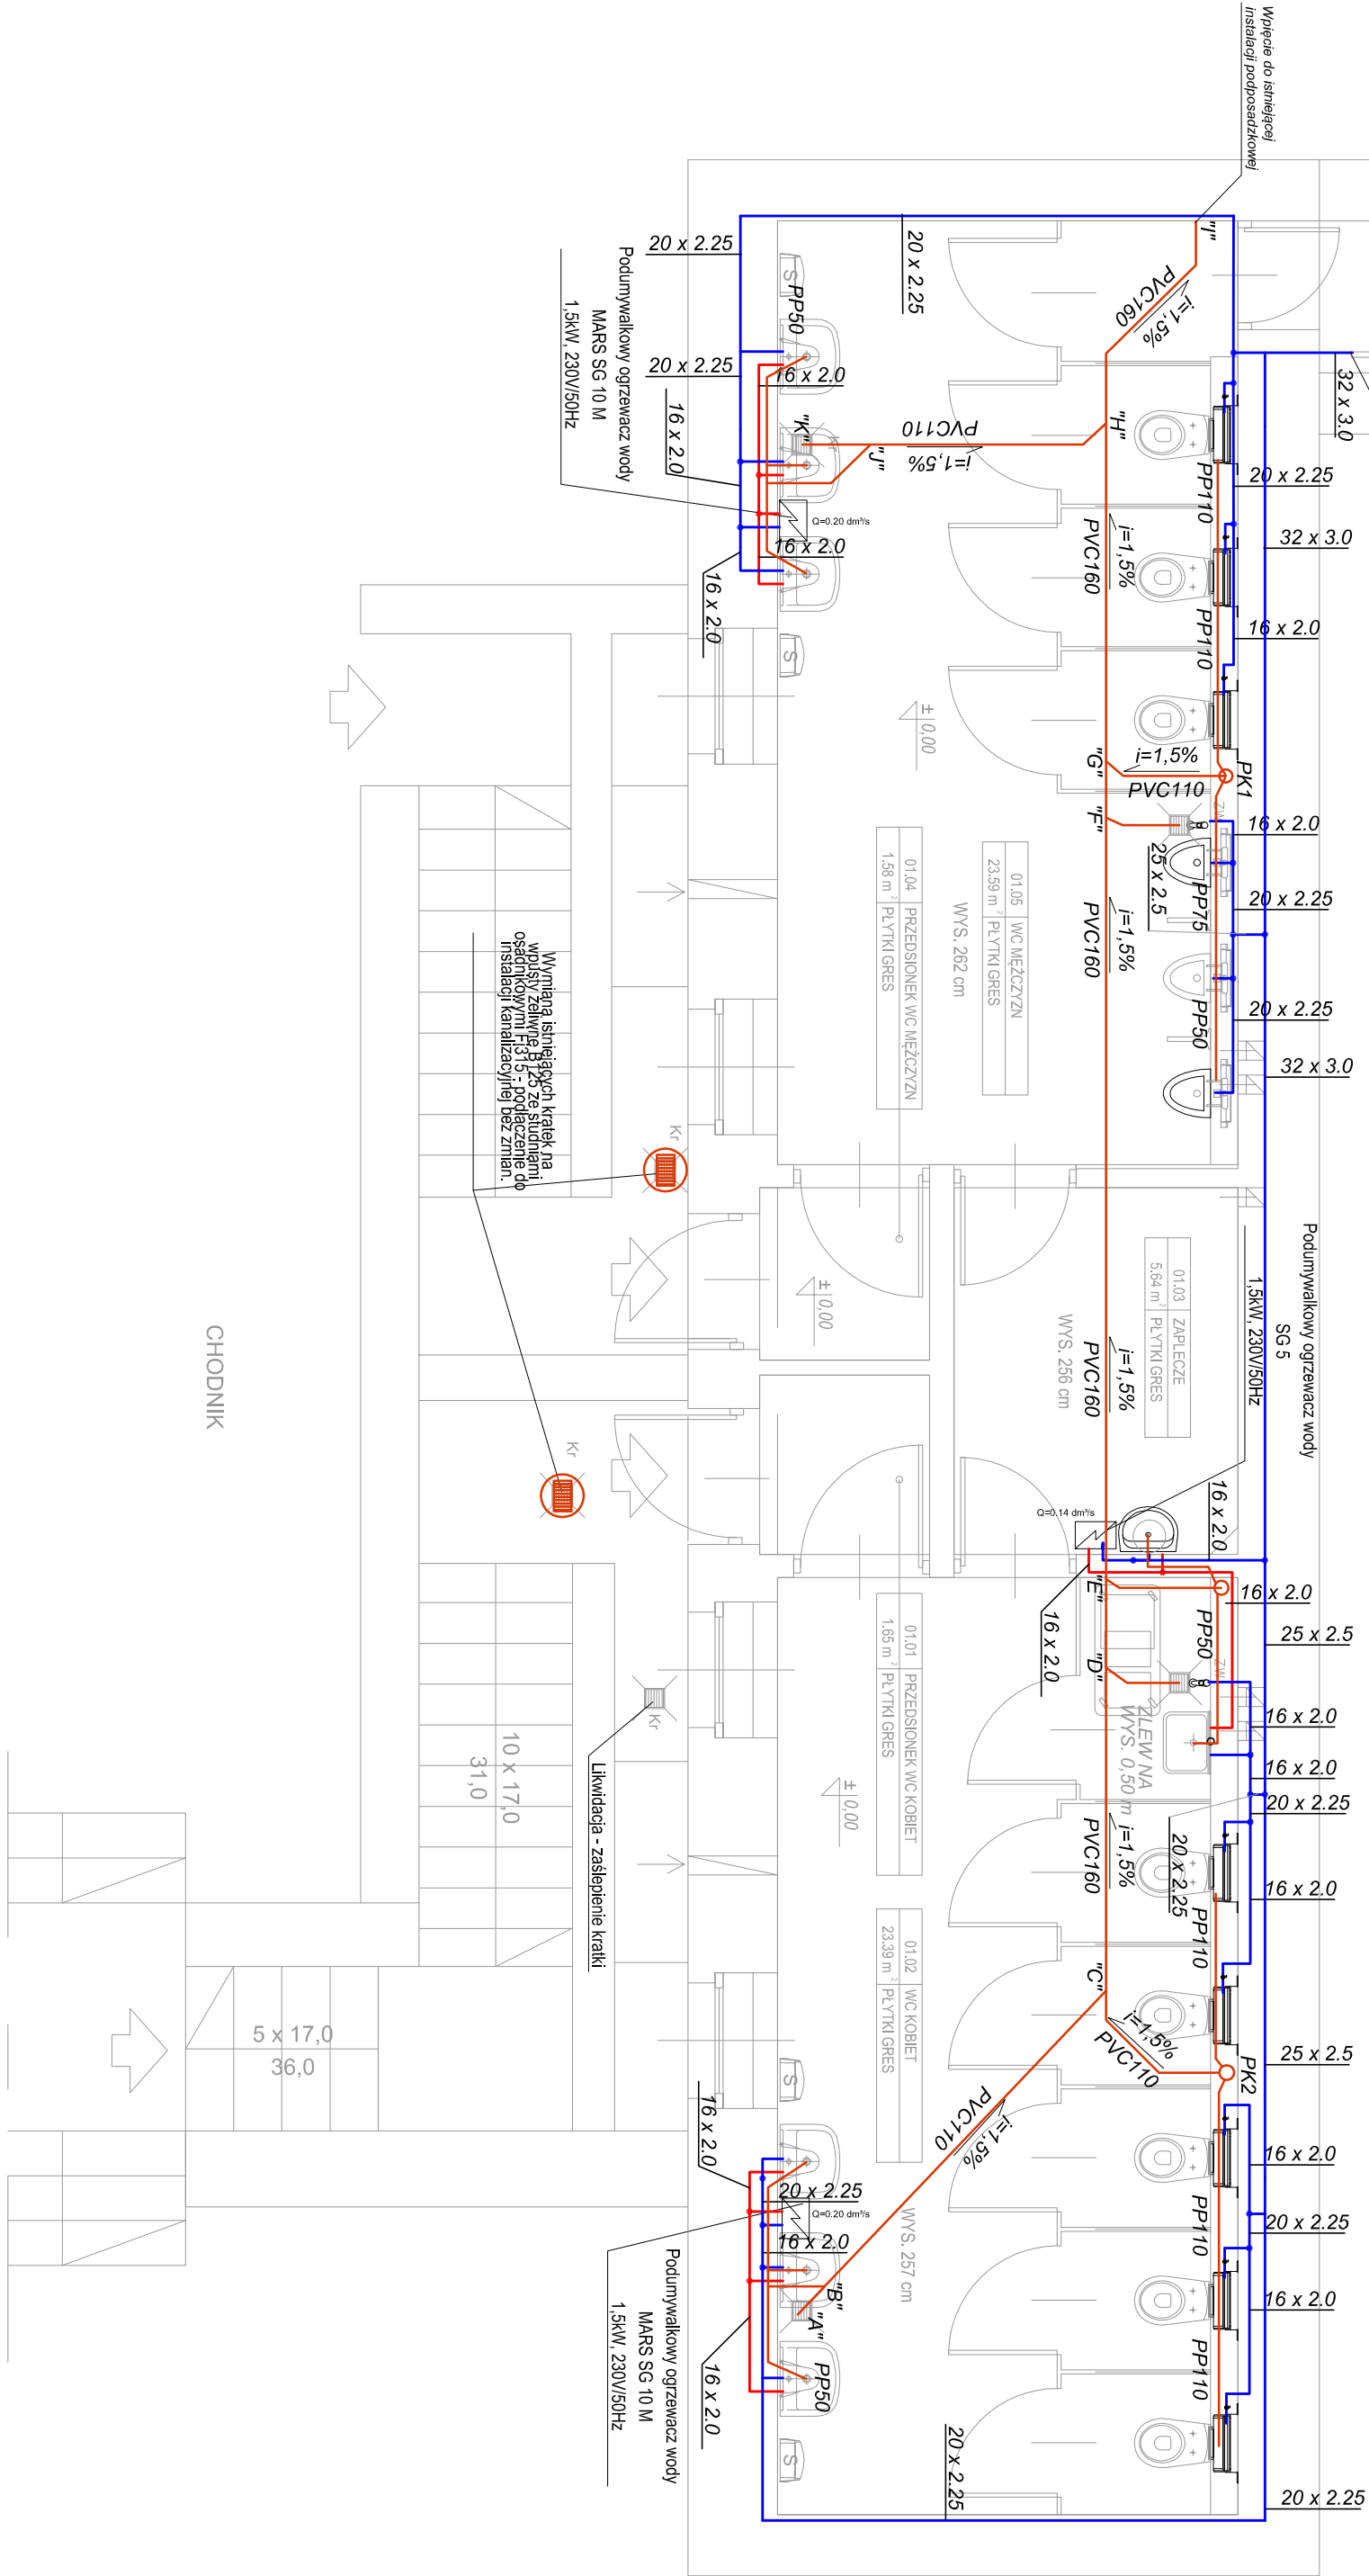 Wpięcie do istniejącej
instalacji podposadzkowej
"I"
i=1,5%
PVC160
20 x 2.25
20 x 2.25
20 x 2.25
Podumywalkowy ogrzewacz wody
MARS SG 10 M
1,5kW, 230V/50Hz
S
PP50
16 x 2.0
16 x 2.0
"K"
Kr
"J"
PVC110
i=1,5%
"H"
Q=0.20 dm³/s
16 x 2.0
16 x 2.0
S
32 x 3.0
20 x 2.25
PP110
32 x 3.0
i=1,5%
PVC160
PP110
16 x 2.0
± 0,00
"G"
i=1,5%
PVC110
PK1
"F"
ZW
16 x 2.0
25 x 2.5
PP75
20 x 2.25
i=1,5%
PVC160
PP50
20 x 2.25
32 x 3.0
01.05 WC MĘŻCZYZN
23.59 m² PŁYTKI GRES
WYS. 262 cm
01.04 PRZEDSIONEK WC MĘŻCZYZN
1.58 m² PŁYTKI GRES
Wymiana istniejących kratek na
wpusty żeliwne B125 ze studniami
osadnikowymi FI315 - podłączenie do
instalacji kanalizacyjnej bez zmian.
Kr
Kr
± 0,00
01.03 ZAPLECZE
5.64 m² PŁYTKI GRES
WYS. 256 cm
i=1,5%
PVC160
Podumywalkowy ogrzewacz wody
SG 5
1,5kW, 230V/50Hz
CHODNIK
Q=0.14 dm³/s
16 x 2.0
16 x 2.0
16 x 2.0
"E"
PP50
25 x 2.5
"D"
ZW
16 x 2.0
ZLEW NA
WYS. 0,50 m
16 x 2.0
20 x 2.25
20 x 2.25
i=1,5%
PVC160
16 x 2.0
PP110
01.01 PRZEDSIONEK WC KOBIET
1.65 m² PŁYTKI GRES
± 0,00
Kr
Likwidacja - zaślepienie kratki
10 x 17,0
31,0
01.02 WC KOBIET
23.39 m² PŁYTKI GRES
WYS. 257 cm
"C"
i=1,5%
PVC110
PK2
25 x 2.5
5 x 17,0
36,0
S
PVC110
i=1,5%
16 x 2.0
16 x 2.0
20 x 2.25
Q=0.20 dm³/s
16 x 2.0
PP110
20 x 2.25
16 x 2.0
"B"
"A"
PP50
PP110
Podumywalkowy ogrzewacz wody
MARS SG 10 M
1,5kW, 230V/50Hz
16 x 2.0
S
20 x 2.25
20 x 2.25